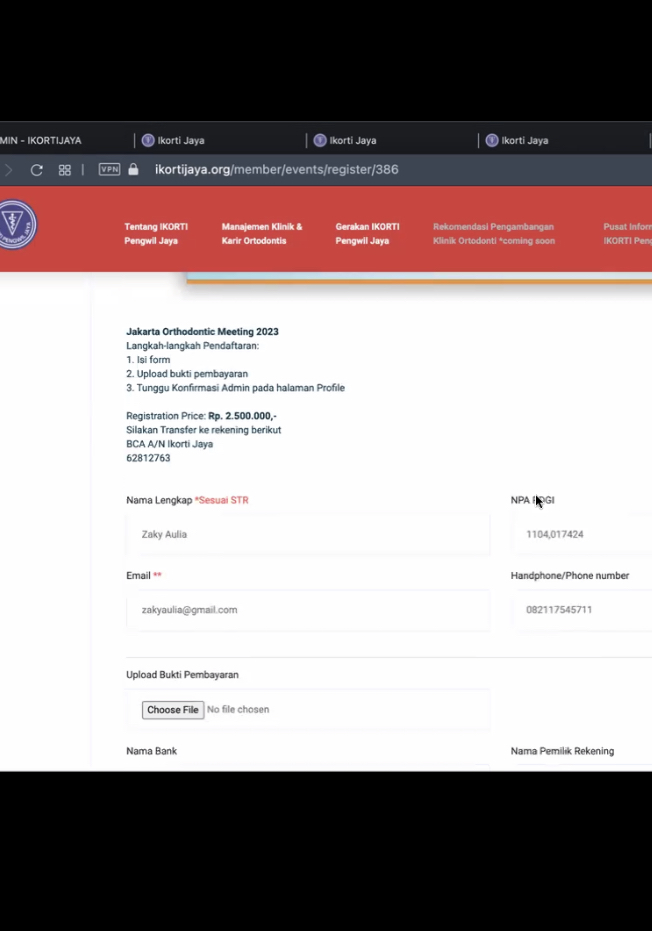 MIN - IKORTIJAYA
Ikorti Jaya
Ikorti Jaya
Ikorti Jaya
VPN
ikortijaya.org/member/events/register/386
Tentang IKORTI
Pengwil Jaya
Manajemen Klinik &
Karir Ortodontis
Gerakan IKORTI
Pengwil Jaya
Rekomendasi Pengambangan
Klinik Ortodonti *coming soon
Pusat Inforr
IKORTI Peng
Jakarta Orthodontic Meeting 2023
Langkah-langkah Pendaftaran:
1. Isi form
2. Upload bukti pembayaran
3. Tunggu Konfirmasi Admin pada halaman Profile
Registration Price: Rp. 2.500.000,-
Silakan Transfer ke rekening berikut
BCA A/N Ikorti Jaya
62812763
Nama Lengkap *Sesuai STR
NPA PDGI
Zaky Aulia
1104,017424
Email **
Handphone/Phone number
zakyaulia@gmail.com
082117545711
Upload Bukti Pembayaran
Choose File No file chosen
Nama Bank
Nama Pemilik Rekening